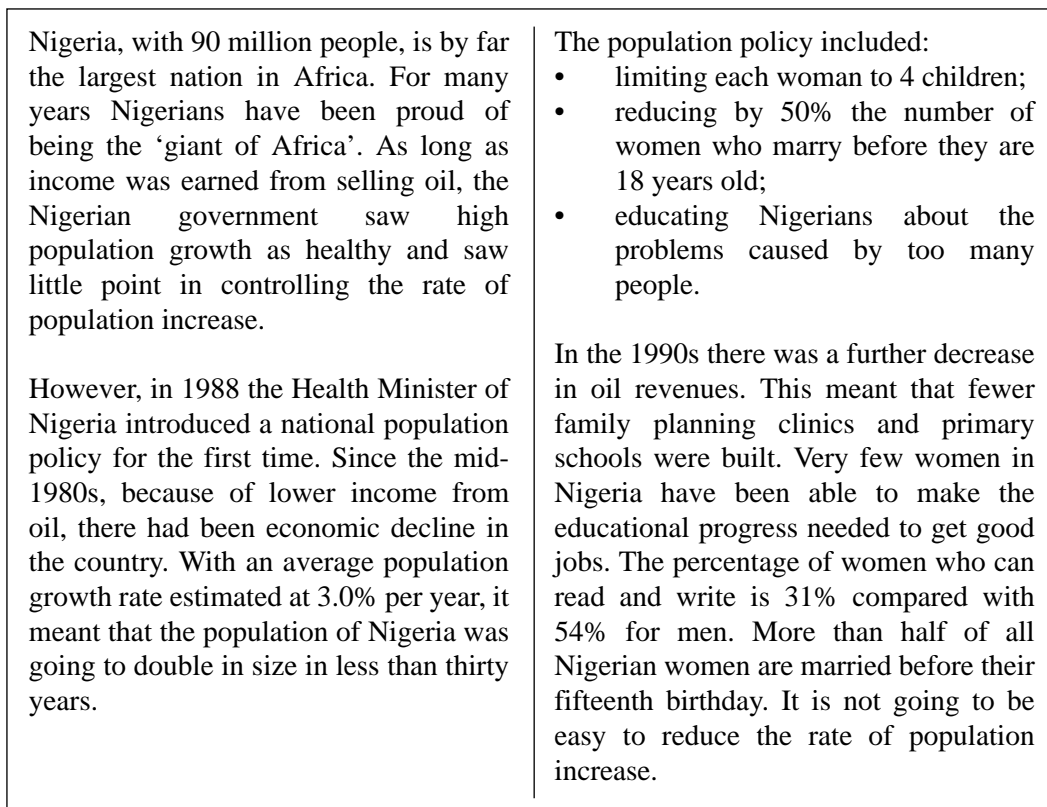 Nigeria, with 90 million people, is by far
the largest nation in Africa. For many
years Nigerians have been proud of
being the ‘giant of Africa’. As long as
income was earned from selling oil, the
Nigerian government saw high
population growth as healthy and saw
little point in controlling the rate of
population increase.
However, in 1988 the Health Minister of
Nigeria introduced a national population
policy for the first time. Since the mid-
1980s, because of lower income from
oil, there had been economic decline in
the country. With an average population
growth rate estimated at 3.0% per year, it
meant that the population of Nigeria was
going to double in size in less than thirty
years.
The population policy included:
• limiting each woman to 4 children;
• reducing by 50% the number of
women who marry before they are
18 years old;
• educating Nigerians about the
problems caused by too many
people.
In the 1990s there was a further decrease
in oil revenues. This meant that fewer
family planning clinics and primary
schools were built. Very few women in
Nigeria have been able to make the
educational progress needed to get good
jobs. The percentage of women who can
read and write is 31% compared with
54% for men. More than half of all
Nigerian women are married before their
fifteenth birthday. It is not going to be
easy to reduce the rate of population
increase.